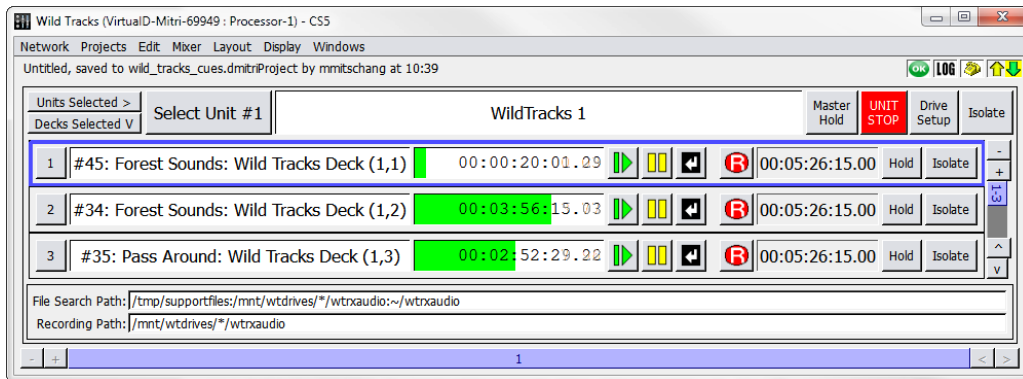 Wild Tracks (VirtualD-Mitri-69949 : Processor-1) - CS5
Network Projects Edit Mixer Layout Display Windows
Untitled, saved to wild_tracks_cues.dmitriProject by mmitschang at 10:39
OK LOG
Units Selected >
Decks Selected V
Select Unit #1
WildTracks 1
Master Hold
UNIT STOP
Drive Setup
Isolate
1 #45: Forest Sounds: Wild Tracks Deck (1,1) 00:00:20:01.29 R 00:05:26:15.00 Hold Isolate
- +
1-3
2 #34: Forest Sounds: Wild Tracks Deck (1,2) 00:03:56:15.03 R 00:05:26:15.00 Hold Isolate
3 #35: Pass Around: Wild Tracks Deck (1,3) 00:02:52:29.22 R 00:05:26:15.00 Hold Isolate
^ v
File Search Path: /tmp/supportfiles:/mnt/wtdrives/*/wtrxaudio:~/wtrxaudio
Recording Path: /mnt/wtdrives/*/wtrxaudio
- + 1 < >